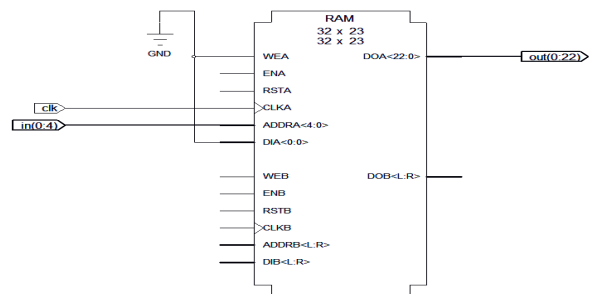 RAM
32 x 23
32 x 23
GND
WEA
DOA<22:0>
out(0:22)
ENA
RSTA
clk
CLKA
in(0:4)
ADDRA<4:0>
DIA<0:0>
WEB
DOB<L:R>
ENB
RSTB
CLKB
ADDRB<L:R>
DIB<L:R>